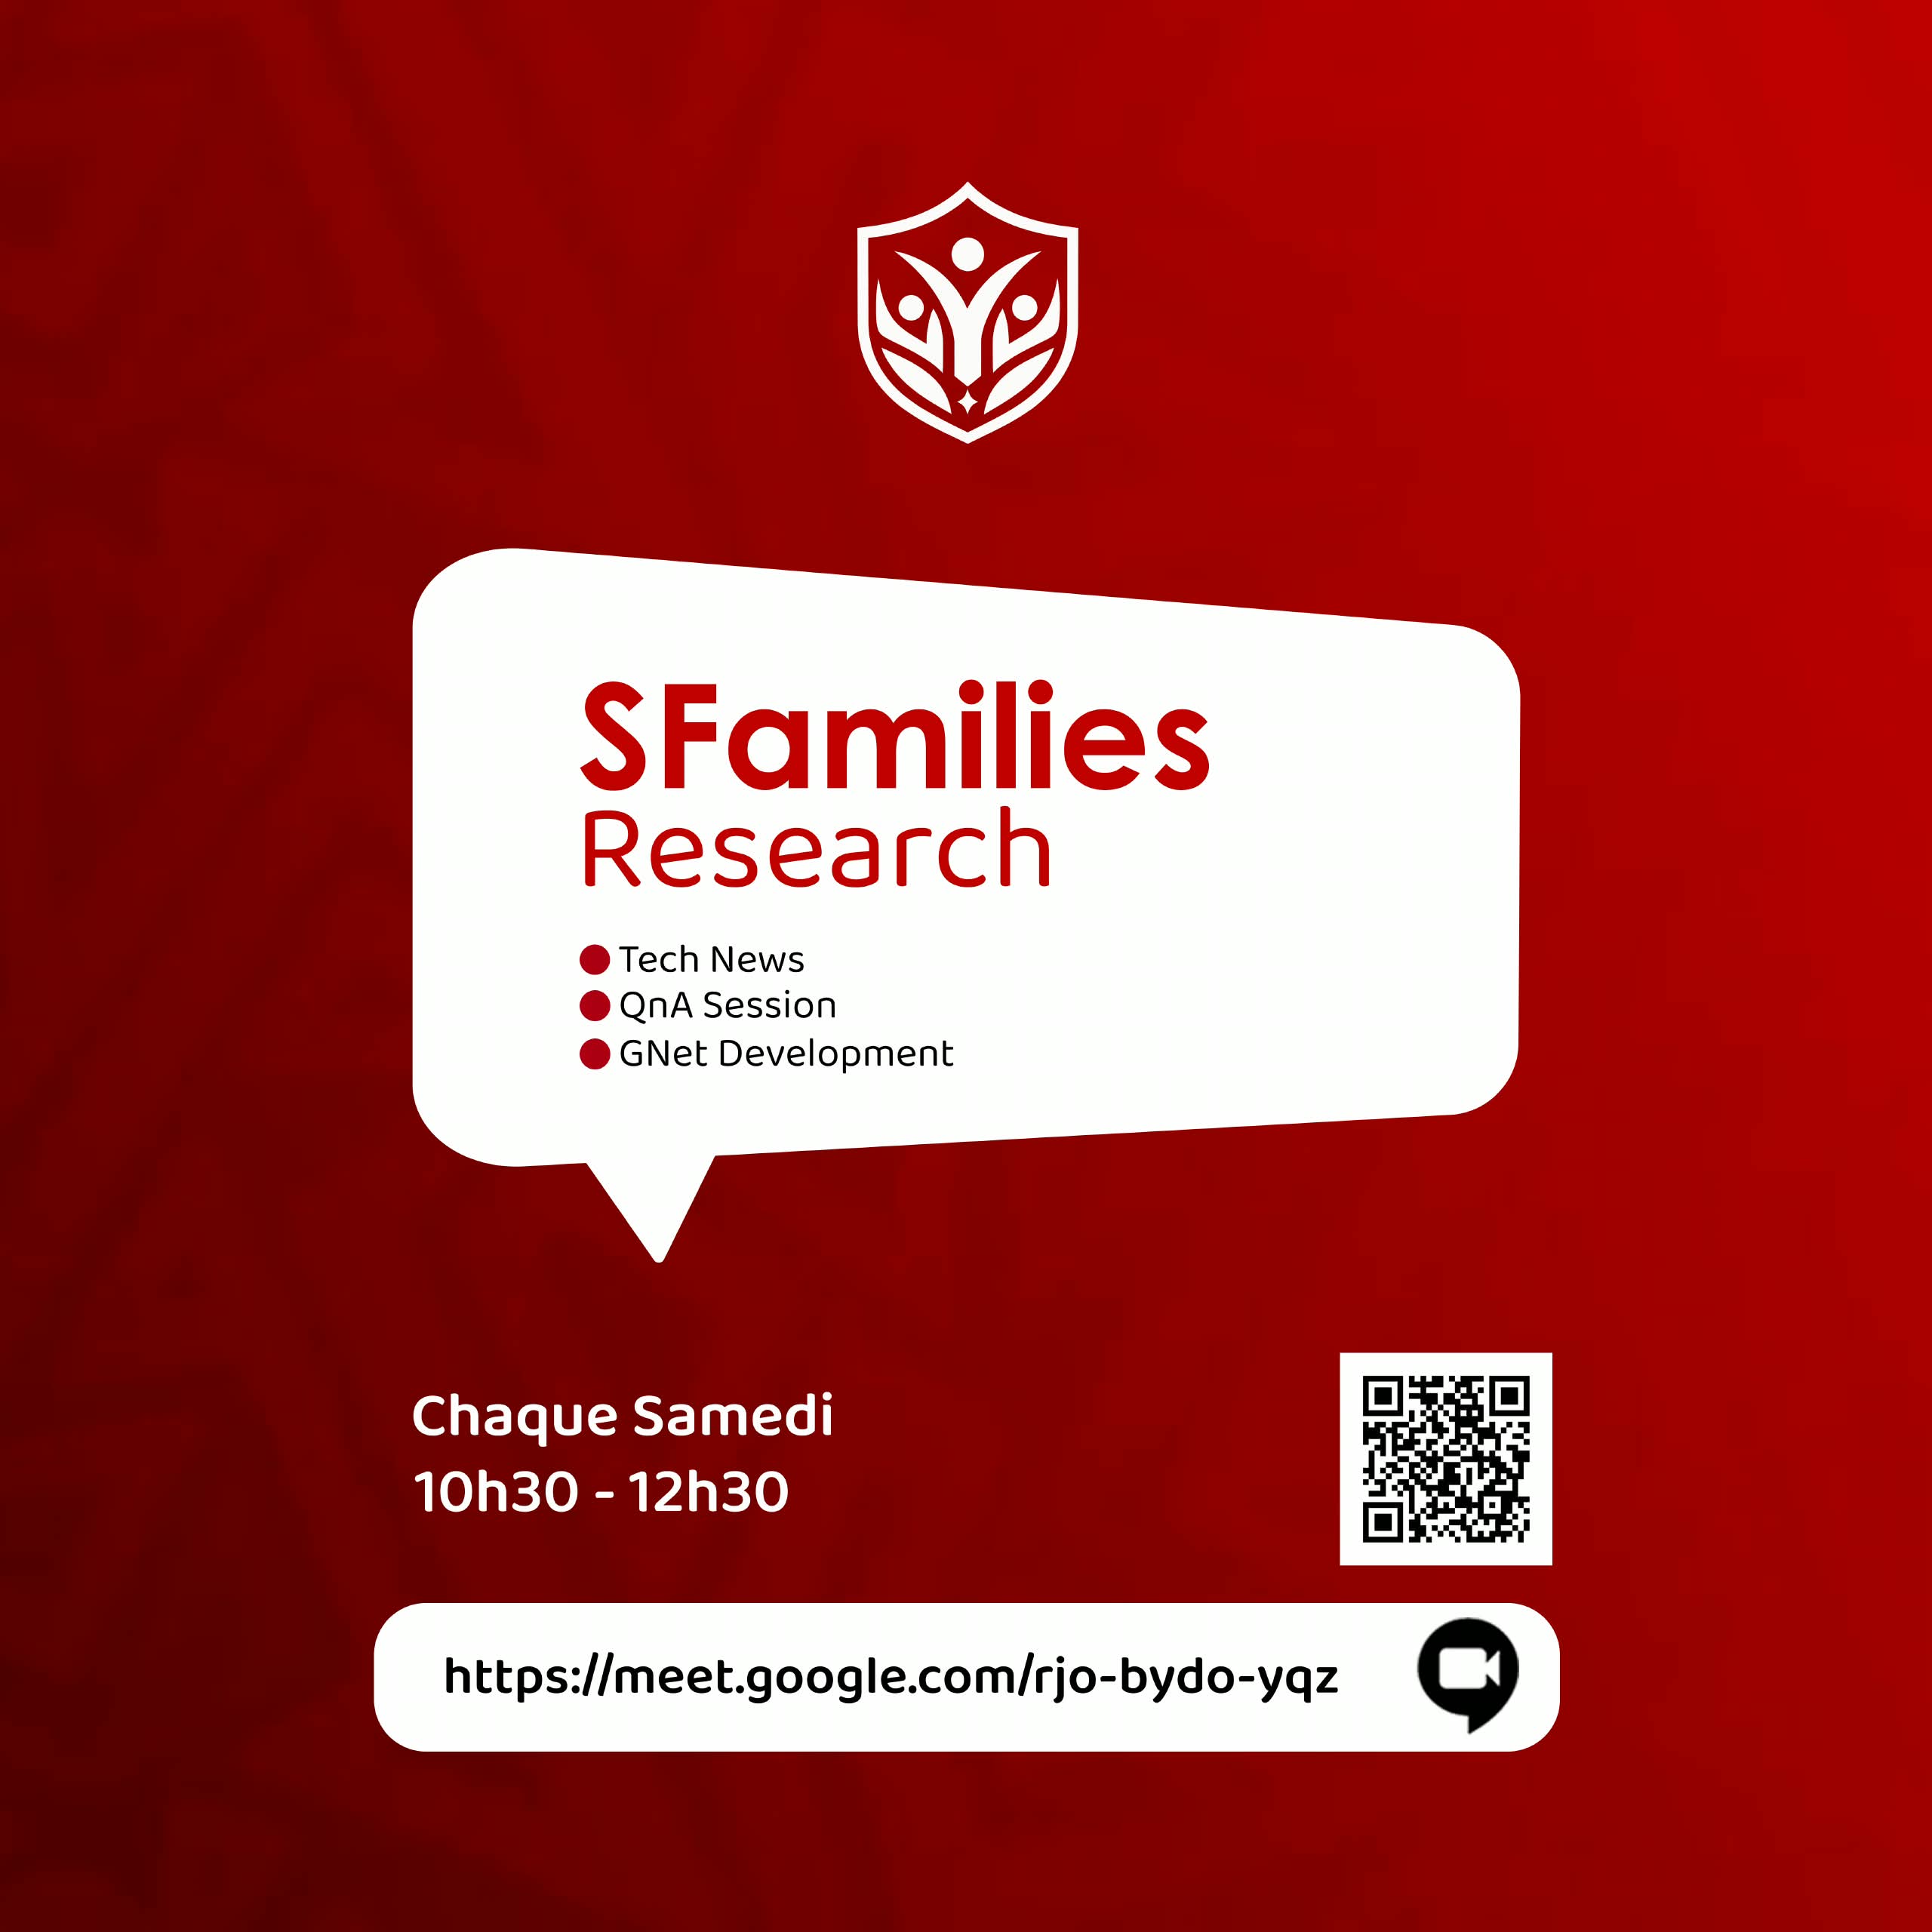 SFamilies
Research
Tech News
QnA Session
GNet Development
Chaque Samedi
10h30 - 12h30
https://meet.google.com/rjo-bydo-yqz